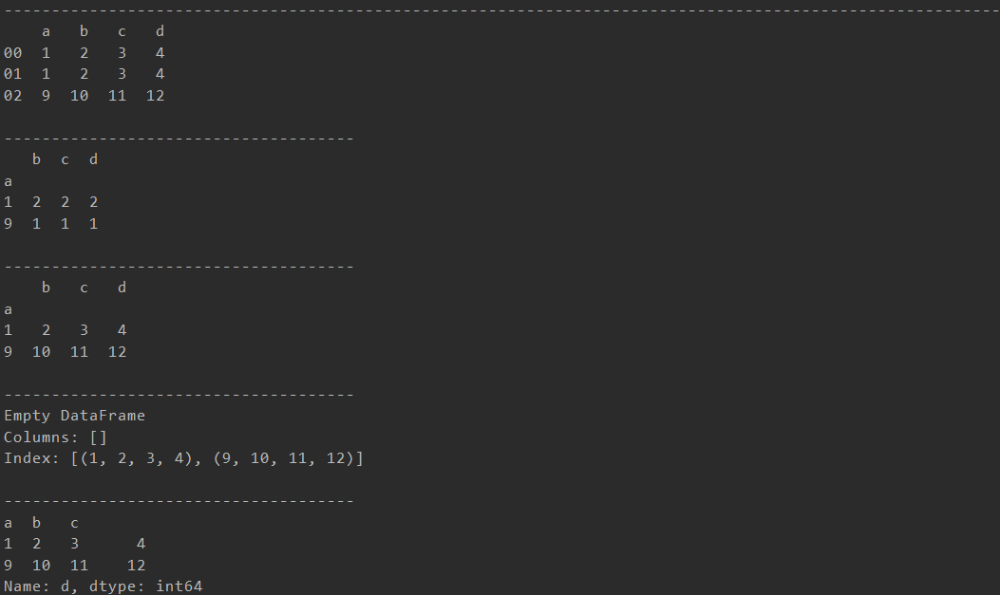 ---------------------------------------------------------------------------------------------------------
    a   b   c   d
00  1   2   3   4
01  1   2   3   4
02  9  10  11  12
-------------------------------------
   b  c  d
a
1  2  2  2
9  1  1  1
-------------------------------------
    b   c   d
a
1   2   3   4
9  10  11  12
-------------------------------------
Empty DataFrame
Columns: []
Index: [(1, 2, 3, 4), (9, 10, 11, 12)]
-------------------------------------
a  b   c
1  2   3      4
9  10  11    12
Name: d, dtype: int64